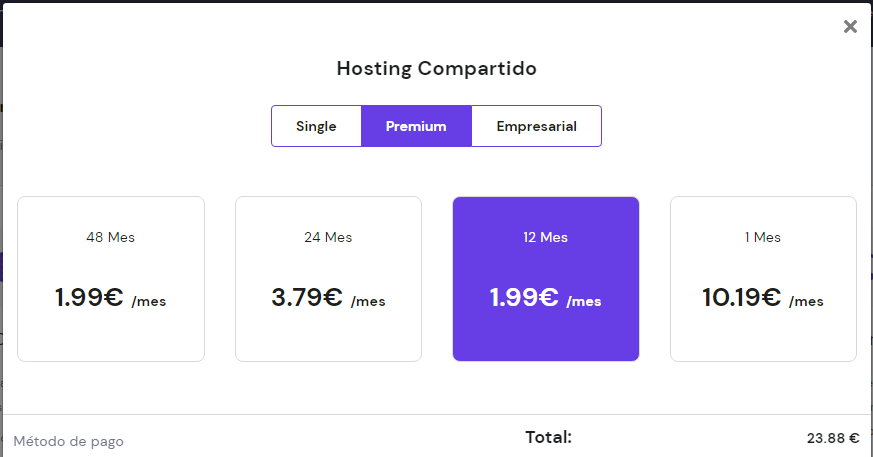 Hosting Compartido
Single Premium Empresarial
48 Mes 24 Mes 12 Mes 1 Mes
1.99€ /mes 3.79€ /mes 1.99€ /mes 10.19€ /mes
Método de pago Total: 23.88 €